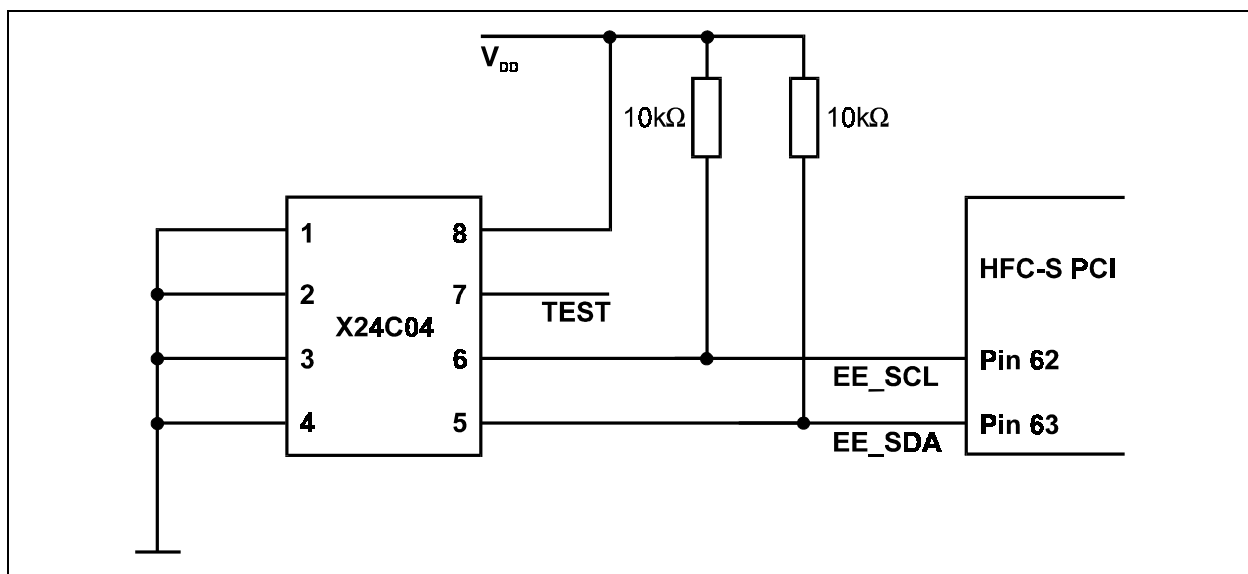 V_DD
10kΩ
10kΩ
1
8
HFC-S PCI
2
7
TEST
X24C04
3
6
Pin 62
EE_SCL
4
5
Pin 63
EE_SDA